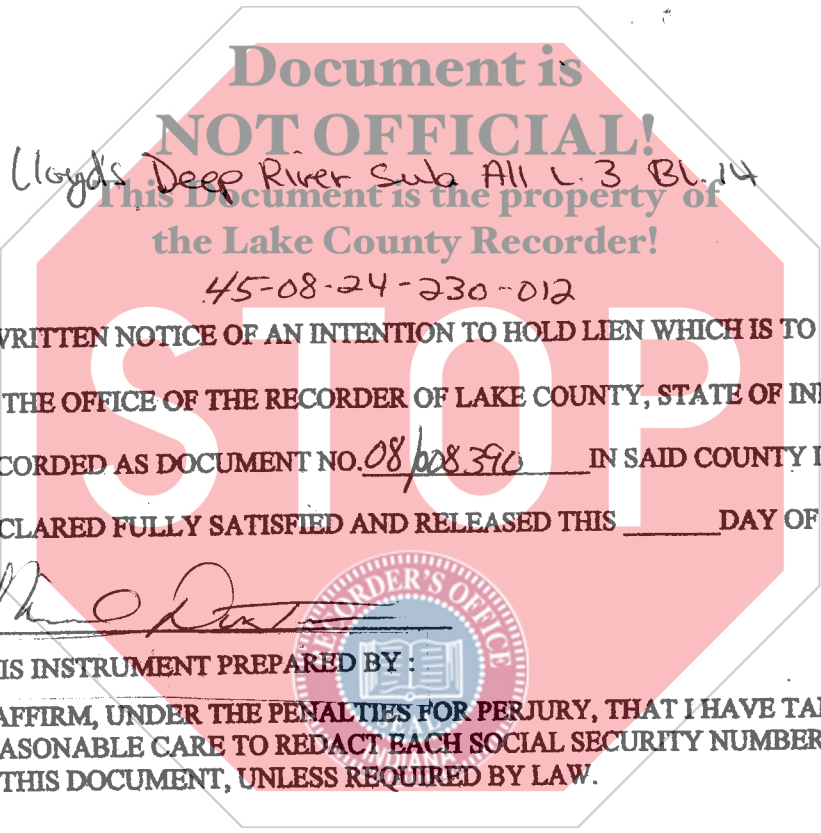 Document is
NOT OFFICIAL!
Lloyd's Deep River Sub All L. 3 BL. 14
This Document is the property of
the Lake County Recorder!
45-08-24-230-012
WRITTEN NOTICE OF AN INTENTION TO HOLD LIEN WHICH IS TO
THE OFFICE OF THE RECORDER OF LAKE COUNTY, STATE OF IN
CORDED AS DOCUMENT NO. 08/008390 IN SAID COUNTY
CLARED FULLY SATISFIED AND RELEASED THIS ______ DAY OF
STOP
RECORDER'S OFFICE
IS INSTRUMENT PREPARED BY :
AFFIRM, UNDER THE PENALTIES FOR PERJURY, THAT I HAVE TA
ASONABLE CARE TO REDACT EACH SOCIAL SECURITY NUMBER
INDIANA
THIS DOCUMENT, UNLESS REQUIRED BY LAW.